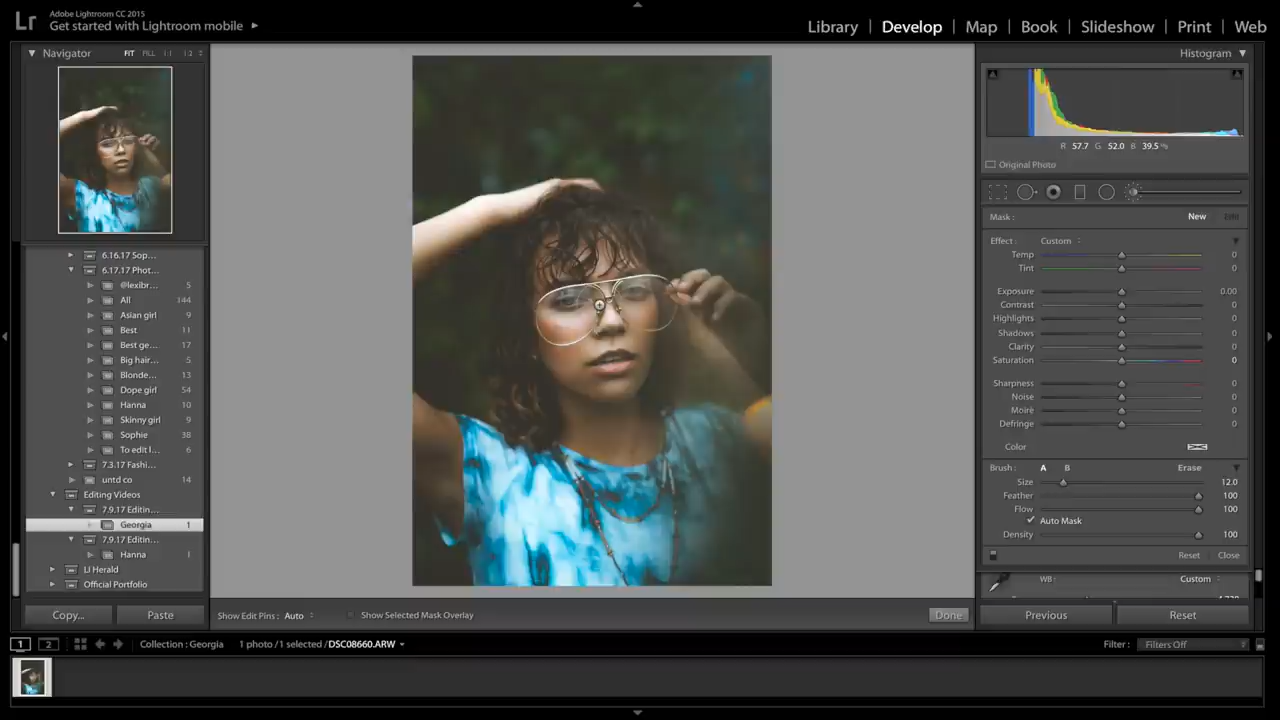 Lr
Adobe Lightroom CC 2015
Get started with Lightroom mobile
Library | Develop | Map | Book | Slideshow | Print | Web
Navigator FIT FILL 1:1 1:2
Histogram
R 57.7 G 52.0 B 39.5 %
Original Photo
Mask : New Edit
Effect : Custom
Temp 0
Tint 0
Exposure 0.00
Contrast 0
Highlights 0
Shadows 0
Clarity 0
Saturation 0
Sharpness 0
Noise 0
Moiré 0
Defringe 0
Color
Brush : A B Erase
Size 12.0
Feather 100
Flow 100
Auto Mask
Density 100
Reset Close
WB : Custom
6.16.17 Sop...
6.17.17 Phot...
@lexibr... 5
All 144
Asian girl 9
Best 11
Best ge... 17
Big hair... 5
Blonde... 13
Dope girl 54
Hanna 10
Skinny girl 9
Sophie 38
To edit l... 6
7.3.17 Fashi...
untd co 14
Editing Videos
7.9.17 Editin...
Georgia 1
7.9.17 Editin...
Hanna 1
LI Herald
Official Portfolio
Copy... Paste
Show Edit Pins : Auto Show Selected Mask Overlay Done
Previous Reset
1 2 Collection : Georgia 1 photo / 1 selected / DSC08660.ARW Filter : Filters Off